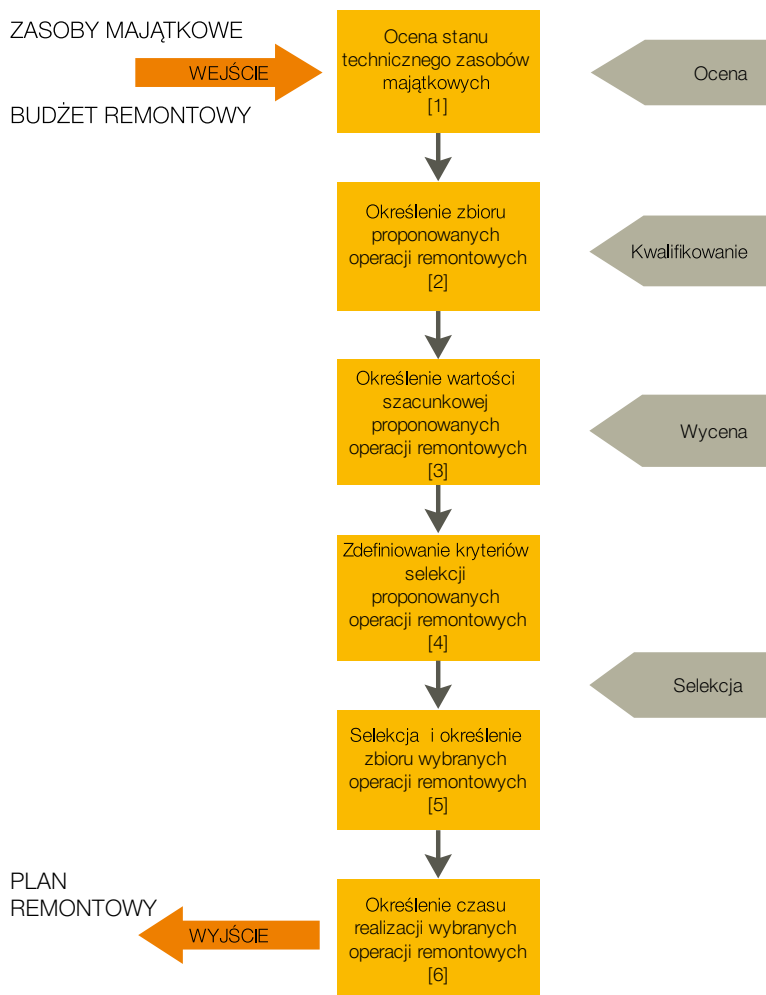 ZASOBY MAJĄTKOWE
WEJŚCIE
BUDŻET REMONTOWY
Ocena stanu
technicznego zasobów
majątkowych
[1]
Ocena
Określenie zbioru
proponowanych
operacji remontowych
[2]
Kwalifikowanie
Określenie wartości
szacunkowej
proponowanych
operacji remontowych
[3]
Wycena
Zdefiniowanie kryteriów
selekcji
proponowanych
operacji remontowych
[4]
Selekcja
Selekcja i określenie
zbioru wybranych
operacji remontowych
[5]
Określenie czasu
realizacji wybranych
operacji remontowych
[6]
PLAN
REMONTOWY
WYJŚCIE